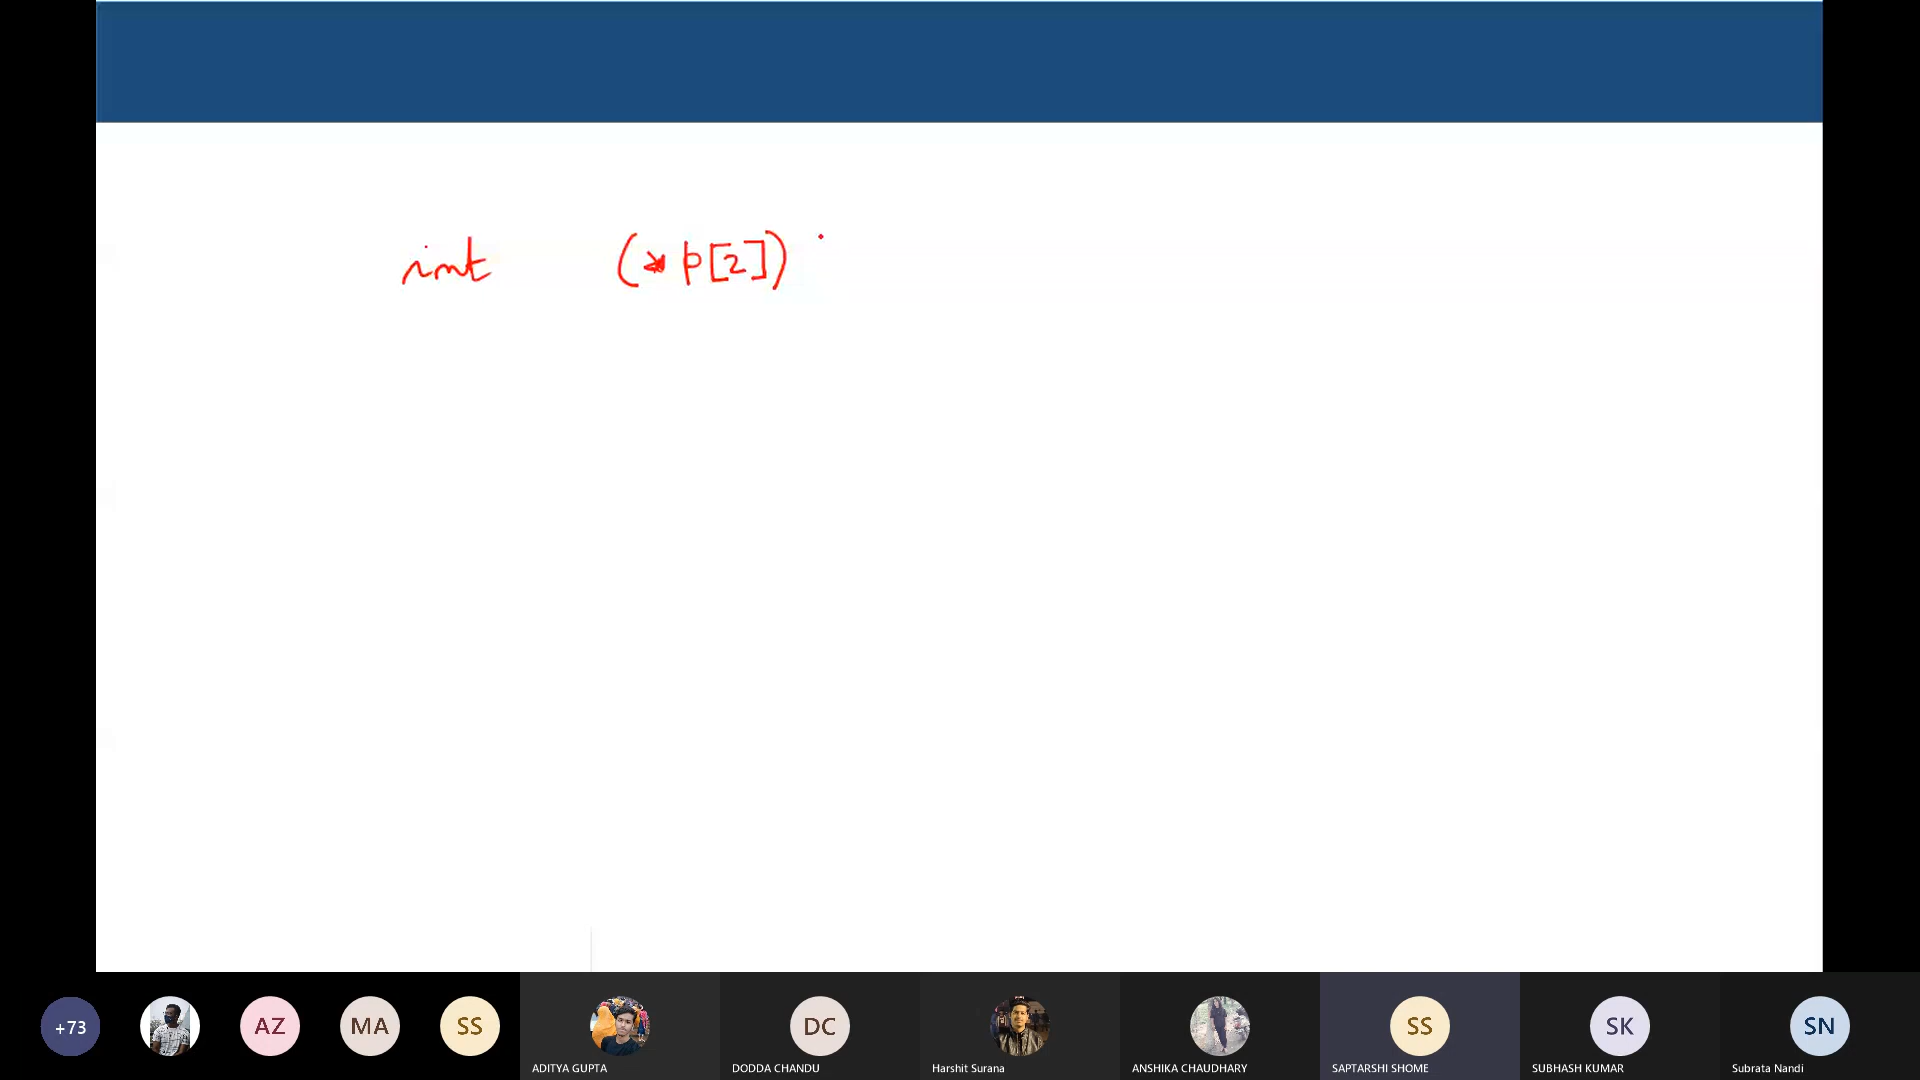 int (*p[2])
+73 AZ MA SS DC SS SK SN
ADITYA GUPTA DODDA CHANDU Harshit Surana ANSHIKA CHAUDHARY SAPTARSHI SHOME SUBHASH KUMAR Subrata Nandi